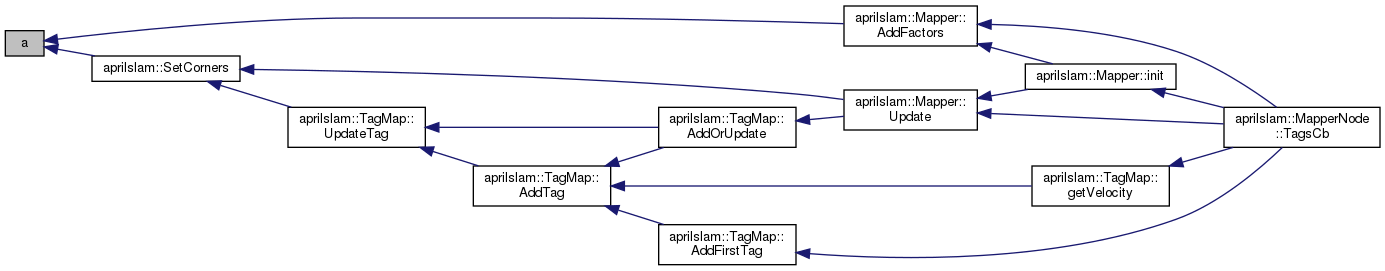 a
aprilslam::SetCorners
aprilslam::TagMap::
UpdateTag
aprilslam::TagMap::
AddTag
aprilslam::TagMap::
AddOrUpdate
aprilslam::TagMap::
AddFirstTag
aprilslam::Mapper::
AddFactors
aprilslam::Mapper::
Update
aprilslam::Mapper::init
aprilslam::TagMap::
getVelocity
aprilslam::MapperNode
::TagsCb